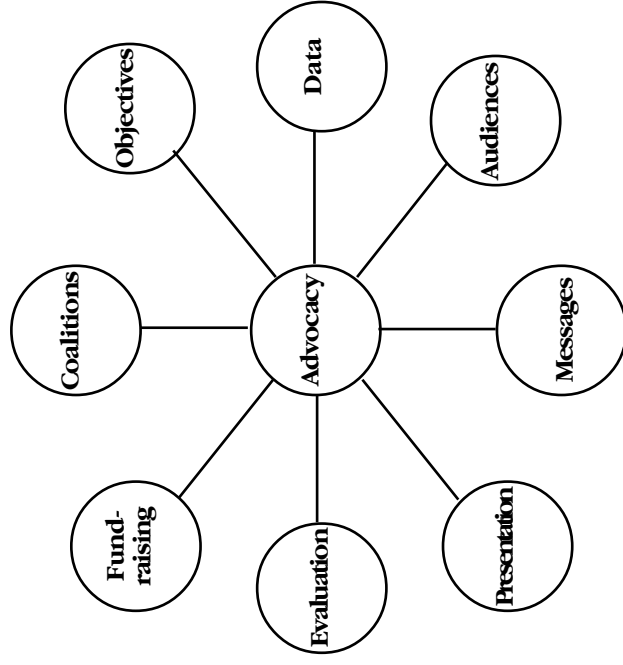 Coalitions
Fund-
raising
Objectives
Evaluation
Advocacy
Data
Presentation
Audiences
Messages